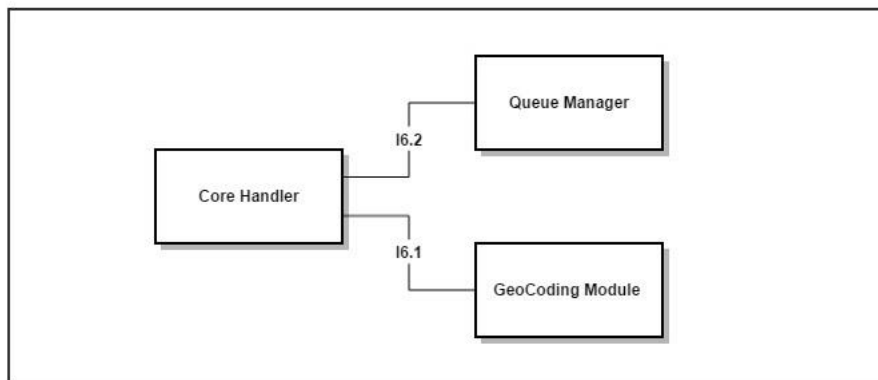 Queue Manager
I6.2
Core Handler
I6.1
GeoCoding Module